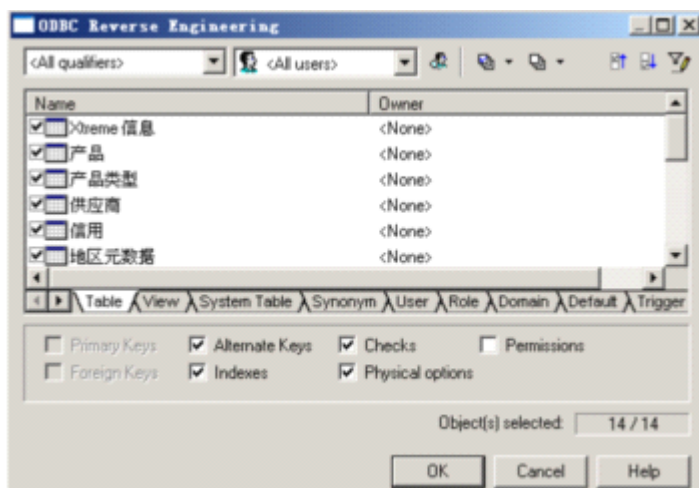 ODBC Reverse Engineering
<All qualifiers> <All users>
Name Owner
Xtreme 信息 <None>
产品 <None>
产品类型 <None>
供应商 <None>
信用 <None>
地区元数据 <None>
Table View System Table Synonym User Role Domain Default Trigger
Primary Keys Alternate Keys Checks Permissions
Foreign Keys Indexes Physical options
Object(s) selected: 14 / 14
OK Cancel Help